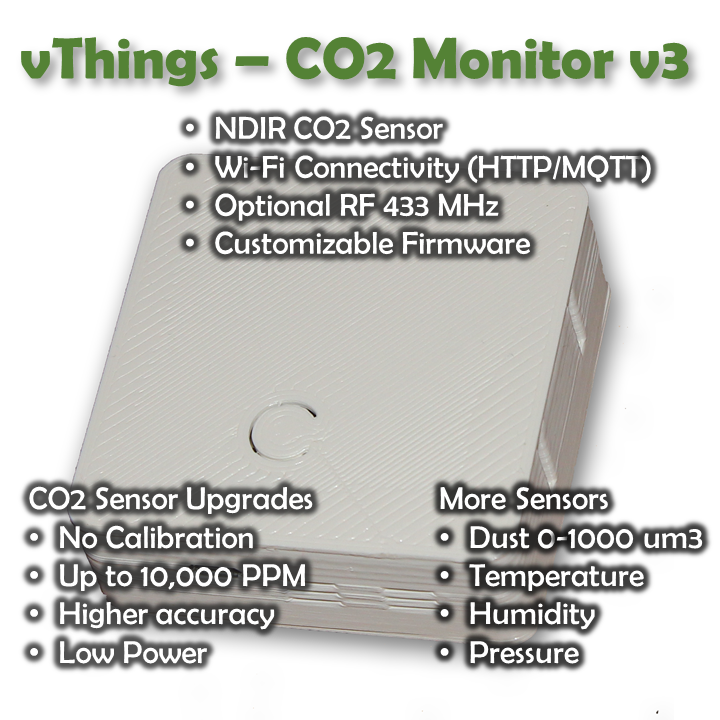 vThings – CO2 Monitor v3
• NDIR CO2 Sensor
• Wi-Fi Connectivity (HTTP/MQTT)
• Optional RF 433 MHz
• Customizable Firmware
CO2 Sensor Upgrades
• No Calibration
• Up to 10,000 PPM
• Higher accuracy
• Low Power
More Sensors
• Dust 0-1000 um3
• Temperature
• Humidity
• Pressure